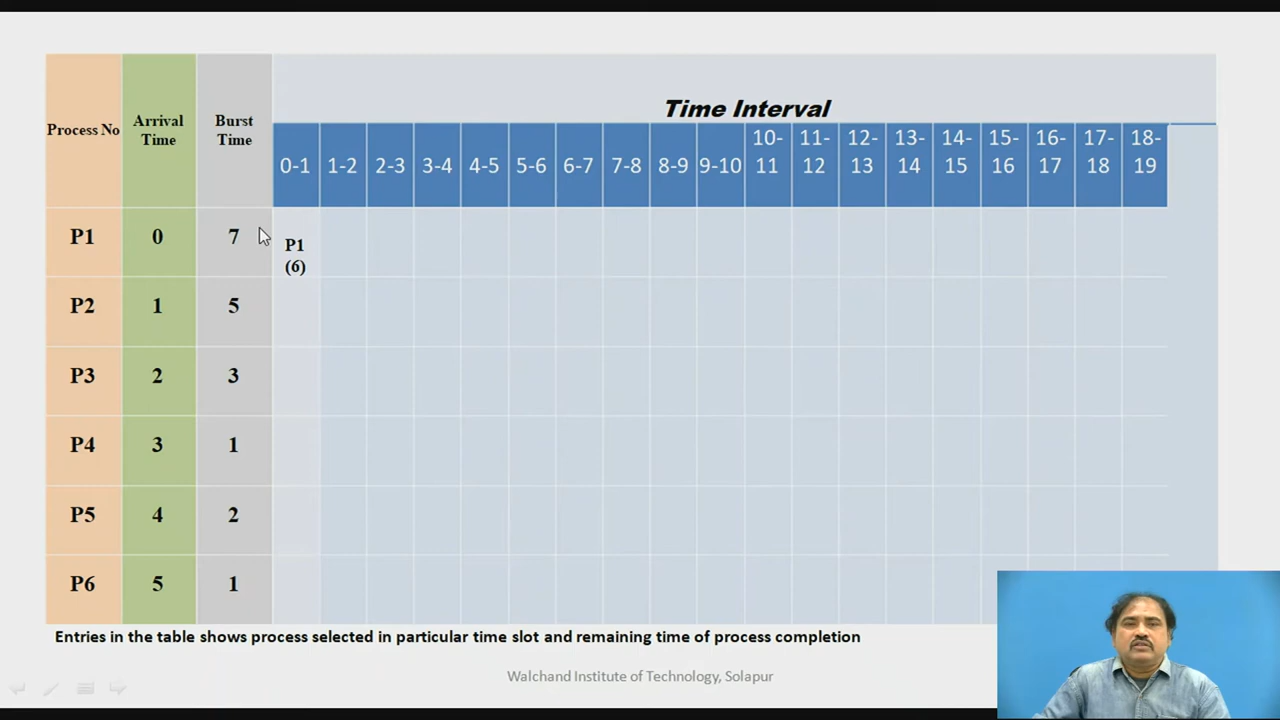 Time Interval
Process No
Arrival
Time
Burst
Time
0-1 1-2 2-3 3-4 4-5 5-6 6-7 7-8 8-9 9-10 10-11 11-12 12-13 13-14 14-15 15-16 16-17 17-18 18-19
P1 0 7 P1
(6)
P2 1 5
P3 2 3
P4 3 1
P5 4 2
P6 5 1
Entries in the table shows process selected in particular time slot and remaining time of process completion
Walchand Institute of Technology, Solapur